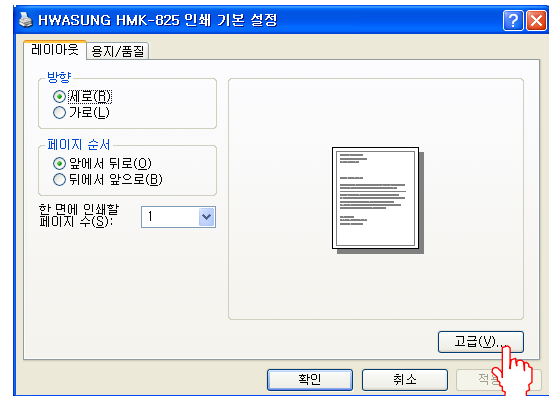 HWASUNG HMK-825 인쇄 기본 설정
레이아웃 용지/품질
방향
세로(R)
가로(L)
페이지 순서
앞에서 뒤로(O)
뒤에서 앞으로(B)
한 면에 인쇄할
페이지 수(S): 1
고급(V)...
확인 취소